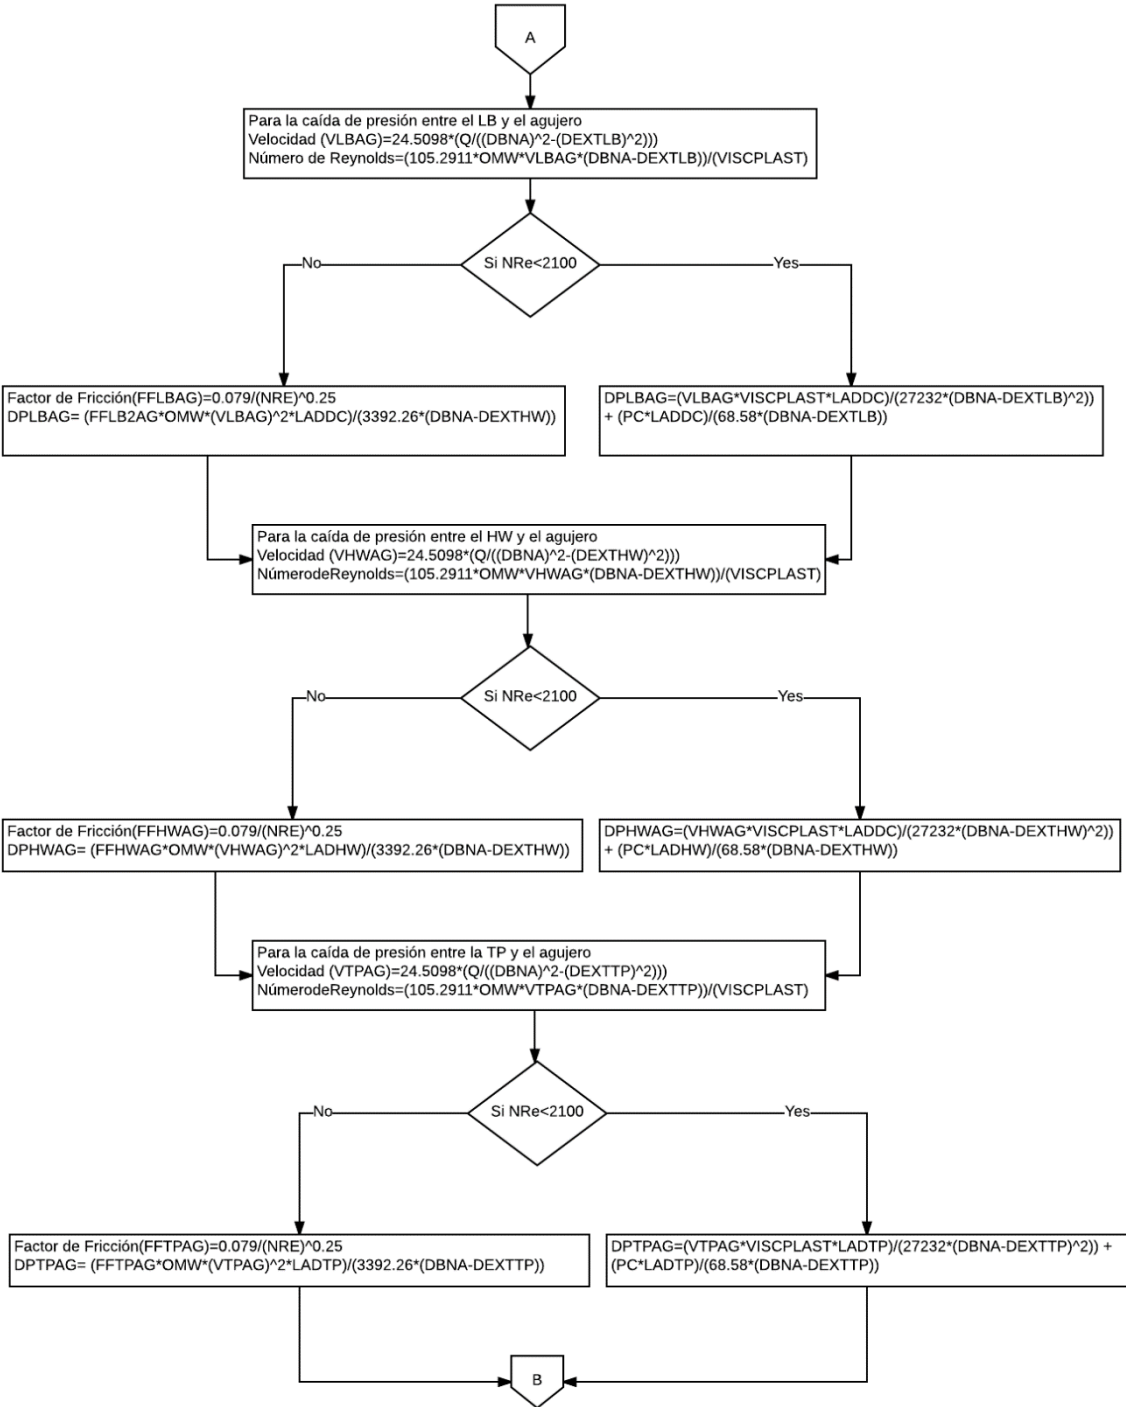 A
Para la caída de presión entre el LB y el agujero
Velocidad (VLBAG)=24.5098*(Q/((DBNA)^2-(DEXTLB)^2)))
Número de Reynolds=(105.2911*OMW*VLBAG*(DBNA-DEXTLB))/(VISCPLAST)
Si NRe<2100
No
Yes
Factor de Fricción(FFLBAG)=0.079/(NRE)^0.25
DPLBAG= (FFLB2AG*OMW*(VLBAG)^2*LADDC)/(3392.26*(DBNA-DEXTHW))
DPLBAG=(VLBAG*VISCPLAST*LADDC)/(27232*(DBNA-DEXTLB)^2))
+ (PC*LADDC)/(68.58*(DBNA-DEXTLB))
Para la caída de presión entre el HW y el agujero
Velocidad (VHWAG)=24.5098*(Q/((DBNA)^2-(DEXTHW)^2)))
NúmerodeReynolds=(105.2911*OMW*VHWAG*(DBNA-DEXTHW))/(VISCPLAST)
Si NRe<2100
No
Yes
Factor de Fricción(FFHWAG)=0.079/(NRE)^0.25
DPHWAG= (FFHWAG*OMW*(VHWAG)^2*LADHW)/(3392.26*(DBNA-DEXTHW))
DPHWAG=(VHWAG*VISCPLAST*LADDC)/(27232*(DBNA-DEXTHW)^2))
+ (PC*LADHW)/(68.58*(DBNA-DEXTHW))
Para la caída de presión entre la TP y el agujero
Velocidad (VTPAG)=24.5098*(Q/((DBNA)^2-(DEXTTP)^2)))
NúmerodeReynolds=(105.2911*OMW*VTPAG*(DBNA-DEXTTP))/(VISCPLAST)
Si NRe<2100
No
Yes
Factor de Fricción(FFTPAG)=0.079/(NRE)^0.25
DPTPAG= (FFTPAG*OMW*(VTPAG)^2*LADTP)/(3392.26*(DBNA-DEXTTP))
DPTPAG=(VTPAG*VISCPLAST*LADTP)/(27232*(DBNA-DEXTTP)^2)) +
(PC*LADTP)/(68.58*(DBNA-DEXTTP))
B